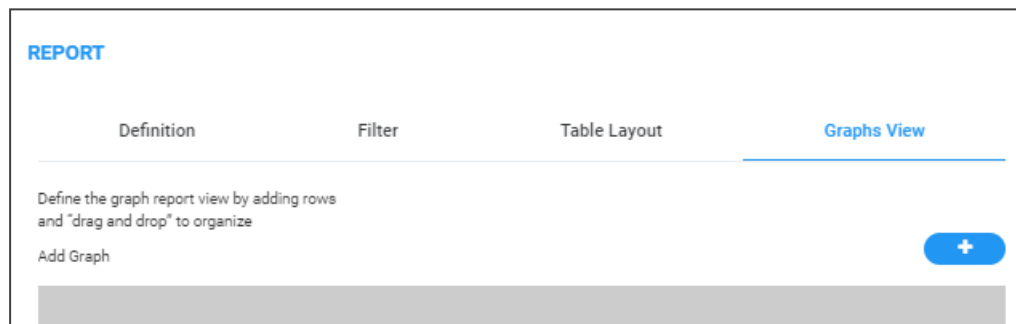 REPORT
Definition Filter Table Layout Graphs View
Define the graph report view by adding rows
and "drag and drop" to organize
Add Graph
+